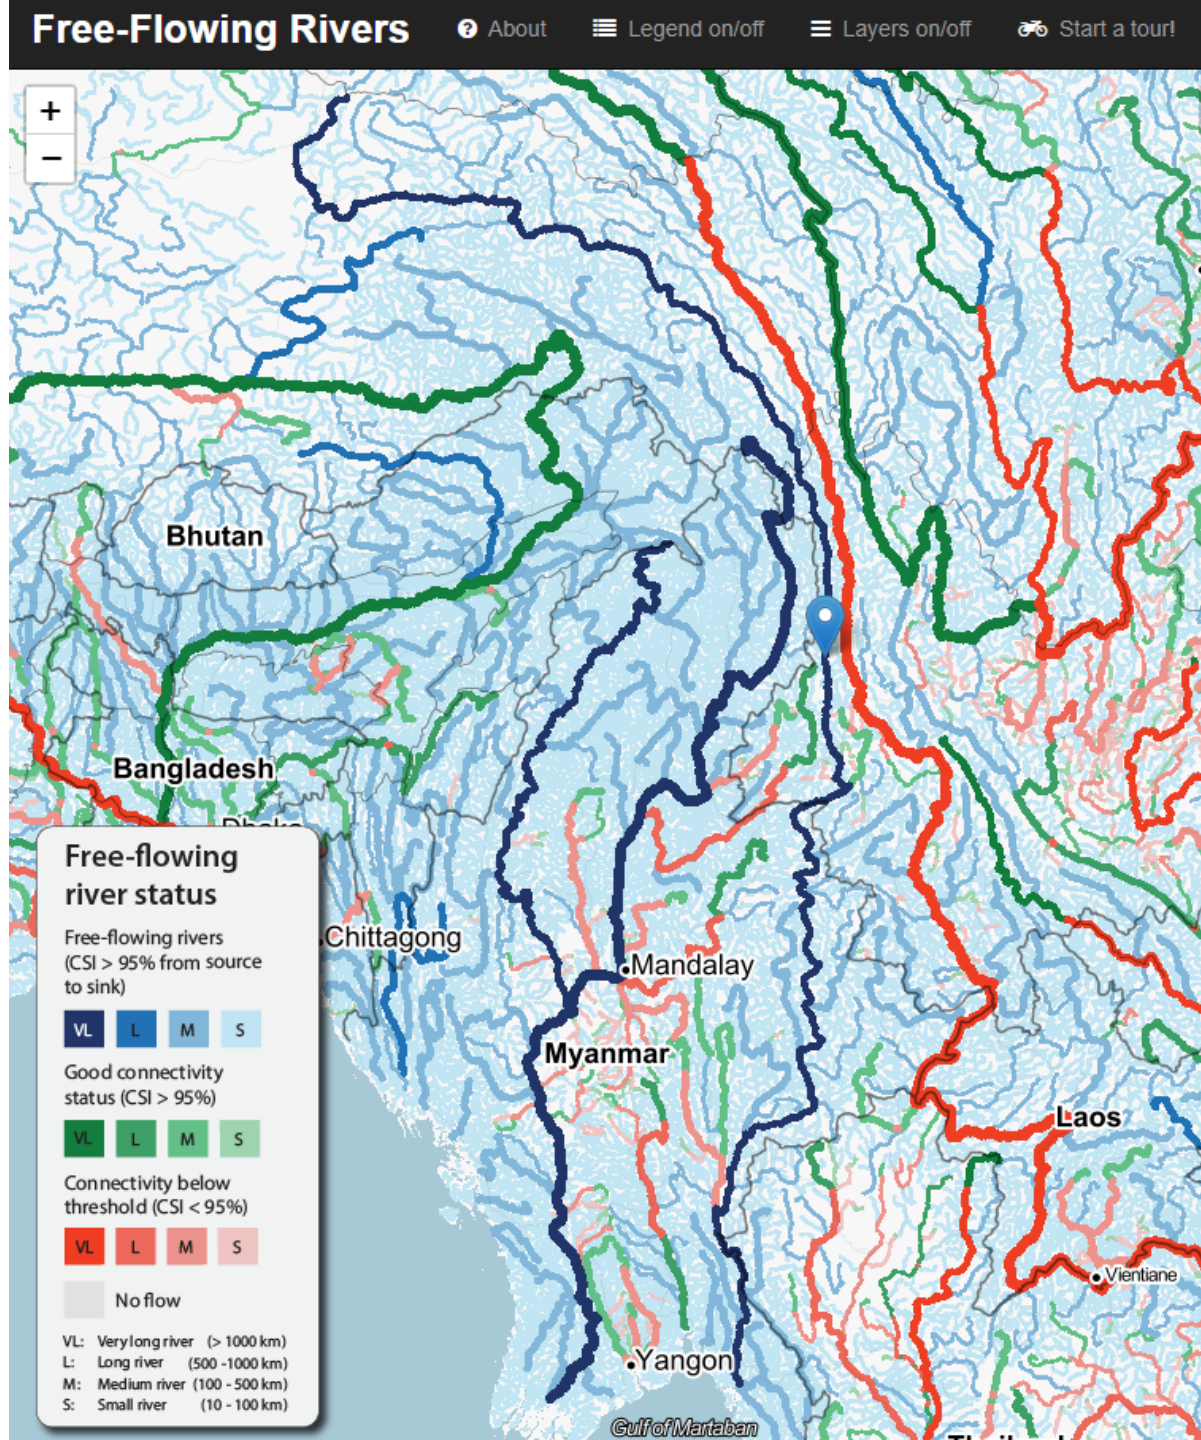 Free-Flowing Rivers
About
Legend on/off
Layers on/off
Start a tour!
+
−
Bhutan
Bangladesh
Dhaka
Chittagong
Mandalay
Myanmar
Laos
Vientiane
Yangon
Gulf of Martaban
Free-flowing
river status
Free-flowing rivers
(CSI > 95% from source
to sink)
VL L M S
Good connectivity
status (CSI > 95%)
VL L M S
Connectivity below
threshold (CSI < 95%)
VL L M S
No flow
VL: Very long river (> 1000 km)
L: Long river (500 -1000 km)
M: Medium river (100 - 500 km)
S: Small river (10 - 100 km)